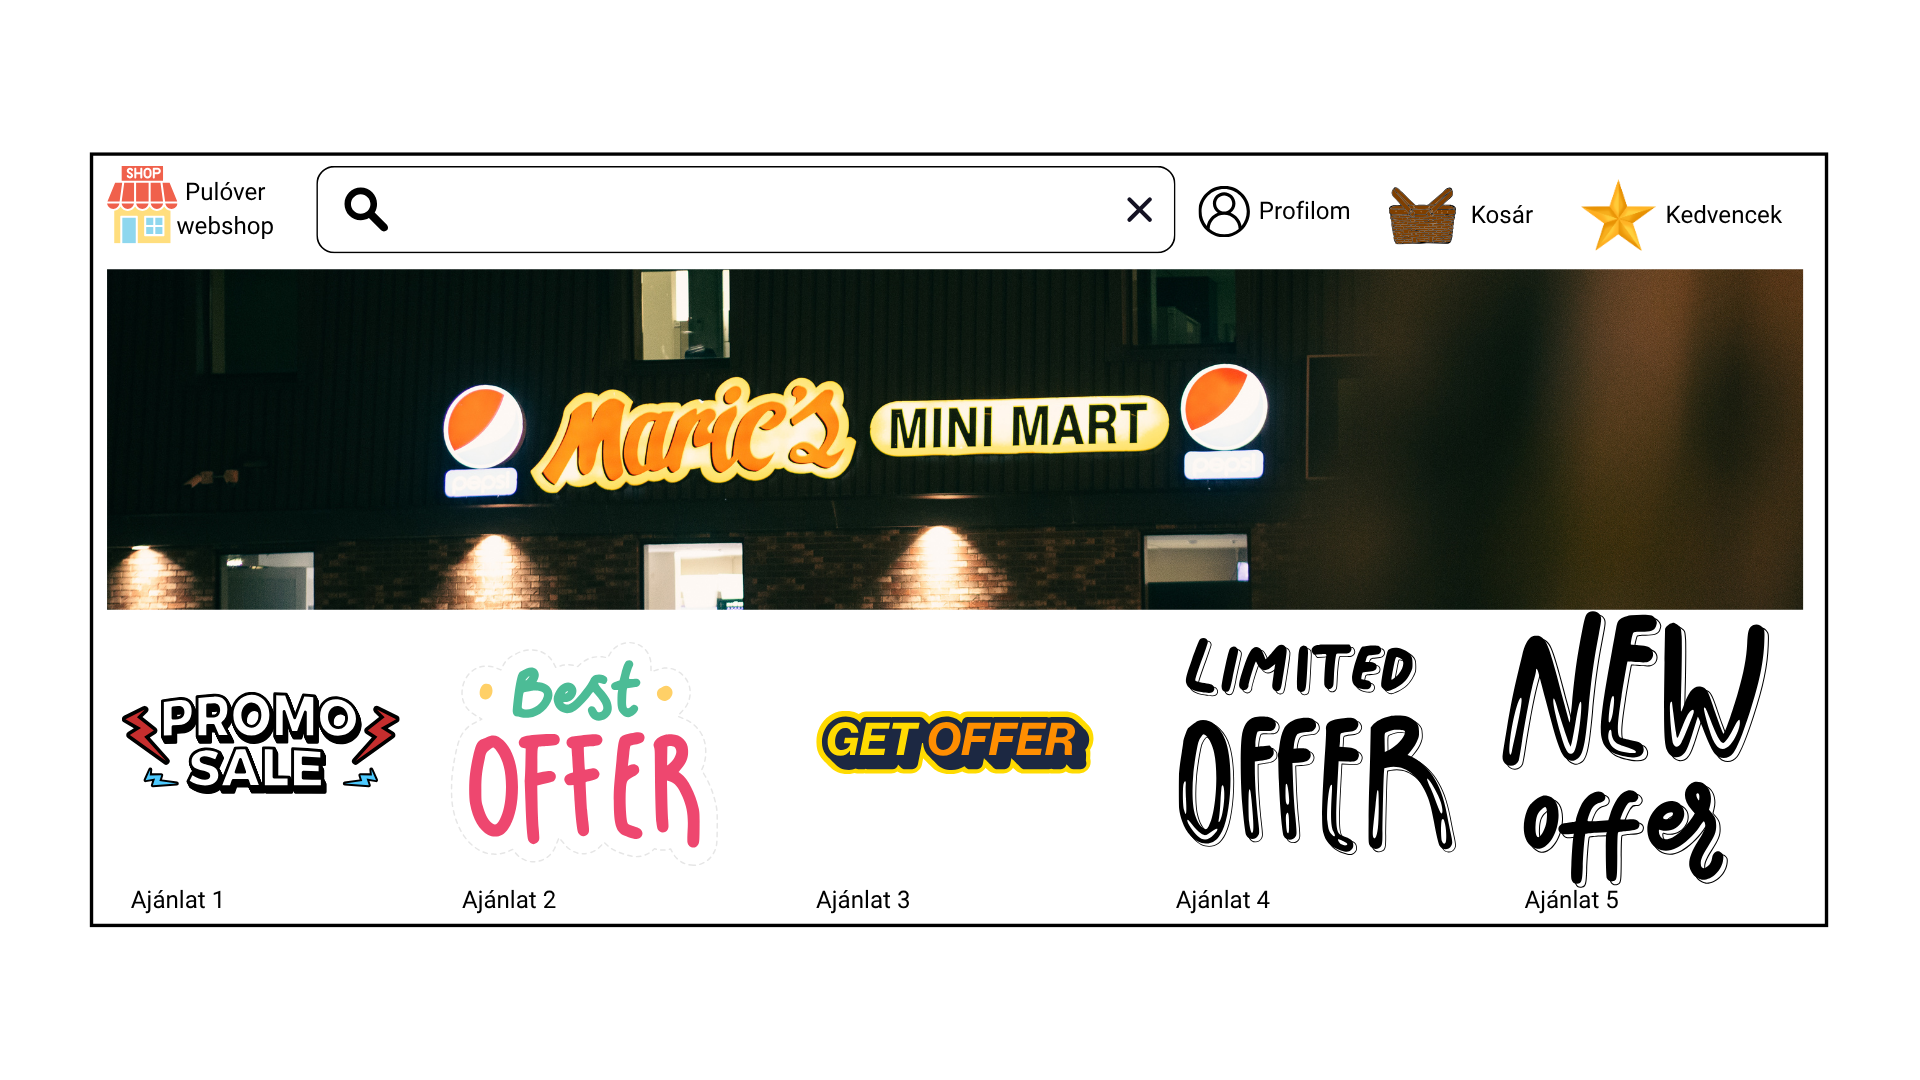 SHOP
Pulóver
webshop
Profilom
Kosár
Kedvencek
Marie's
MINI MART
pepsi
pepsi
PROMO
SALE
Best
OFFER
GET OFFER
LIMITED
OFFER
NEW
offer
Ajánlat 1
Ajánlat 2
Ajánlat 3
Ajánlat 4
Ajánlat 5